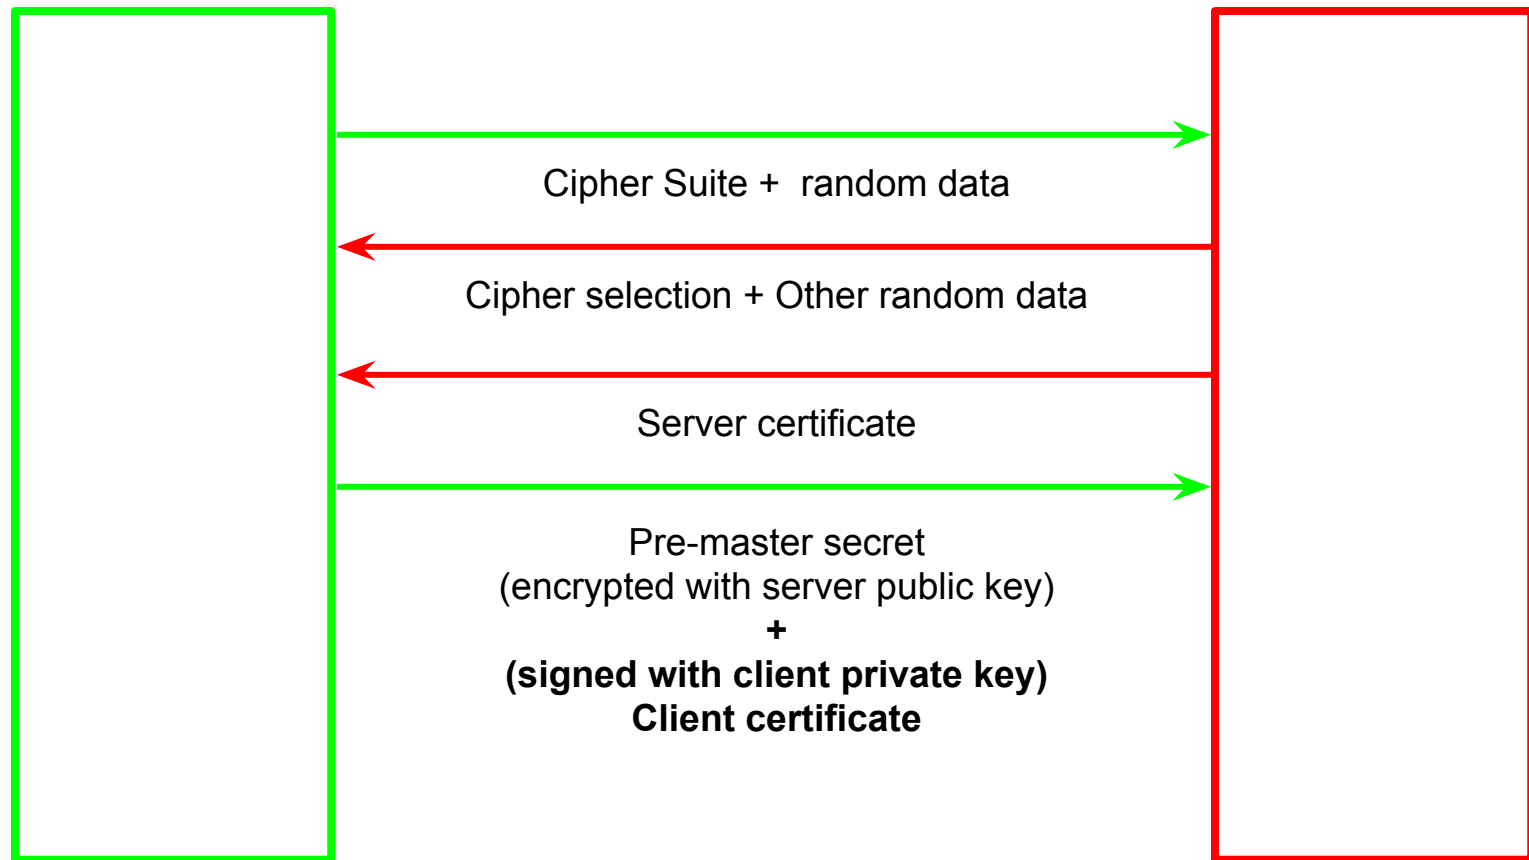 Cipher Suite +  random data
Cipher selection + Other random data
Server certificate
Pre-master secret
(encrypted with server public key)
+
(signed with client private key)
Client certificate